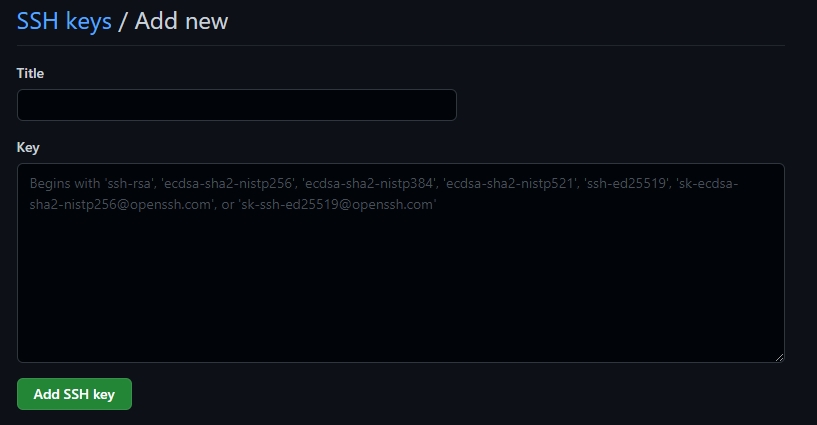 SSH keys / Add new
Title
Key
Begins with 'ssh-rsa', 'ecdsa-sha2-nistp256', 'ecdsa-sha2-nistp384', 'ecdsa-sha2-nistp521', 'ssh-ed25519', 'sk-ecdsa-
sha2-nistp256@openssh.com', or 'sk-ssh-ed25519@openssh.com'
Add SSH key